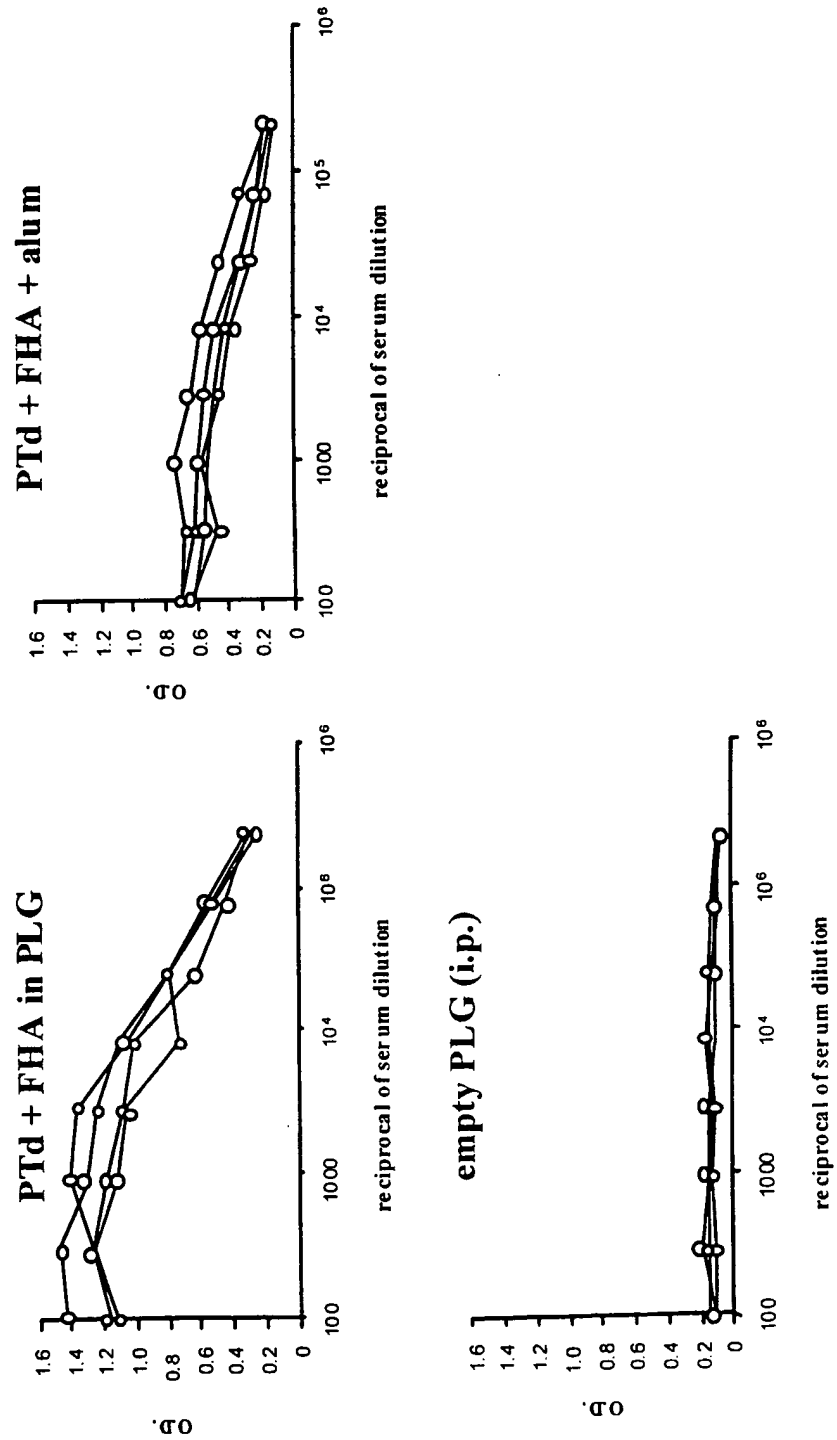 PTd + FHA in PLG
O.D.
1.6
1.4
1.2
1.0
0.8
0.6
0.4
0.2
0
100 1000 10⁴ 10⁶ 10⁶
reciprocal of serum dilution
PTd + FHA + alum
O.D.
1.6
1.4
1.2
1.0
0.8
0.6
0.4
0.2
0
100 1000 10⁴ 10⁵ 10⁶
reciprocal of serum dilution
empty PLG (i.p.)
O.D.
1.6
1.4
1.2
1.0
0.8
0.6
0.4
0.2
0
100 1000 10⁴ 10⁶ 10⁶
reciprocal of serum dilution